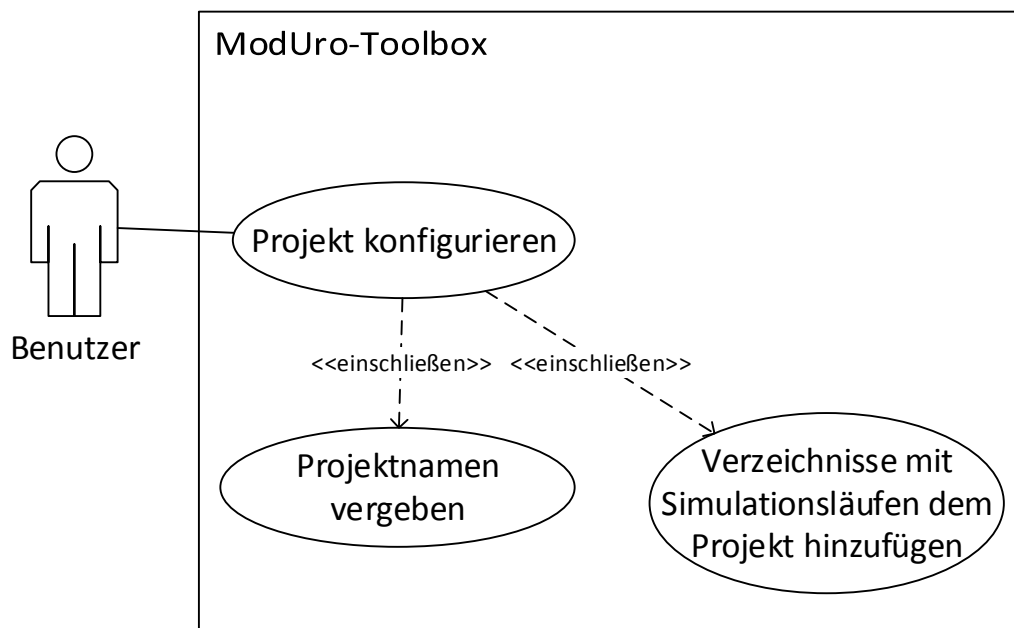 ModUro-Toolbox
Projekt konfigurieren
Benutzer
<<einschließen>>
<<einschließen>>
Projektnamen
vergeben
Verzeichnisse mit
Simulationsläufen dem
Projekt hinzufügen